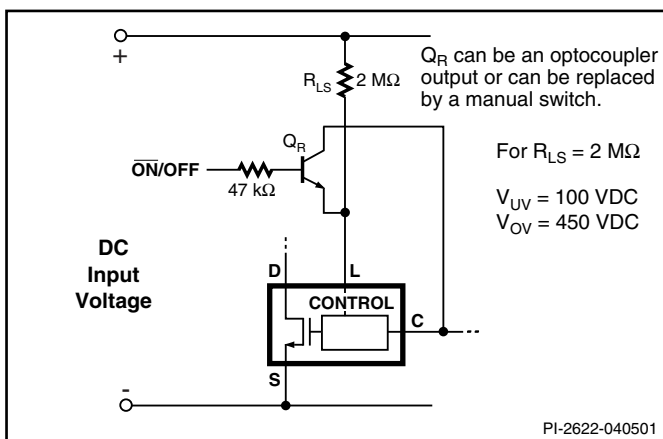 +
R_LS 2 MΩ
Q_R can be an optocoupler
output or can be replaced
by a manual switch.
Q_R
For R_LS = 2 MΩ
O̅N̅/OFF
47 kΩ
V_UV = 100 VDC
V_OV = 450 VDC
DC
Input
Voltage
D
L
CONTROL
C
S
-
PI-2622-040501